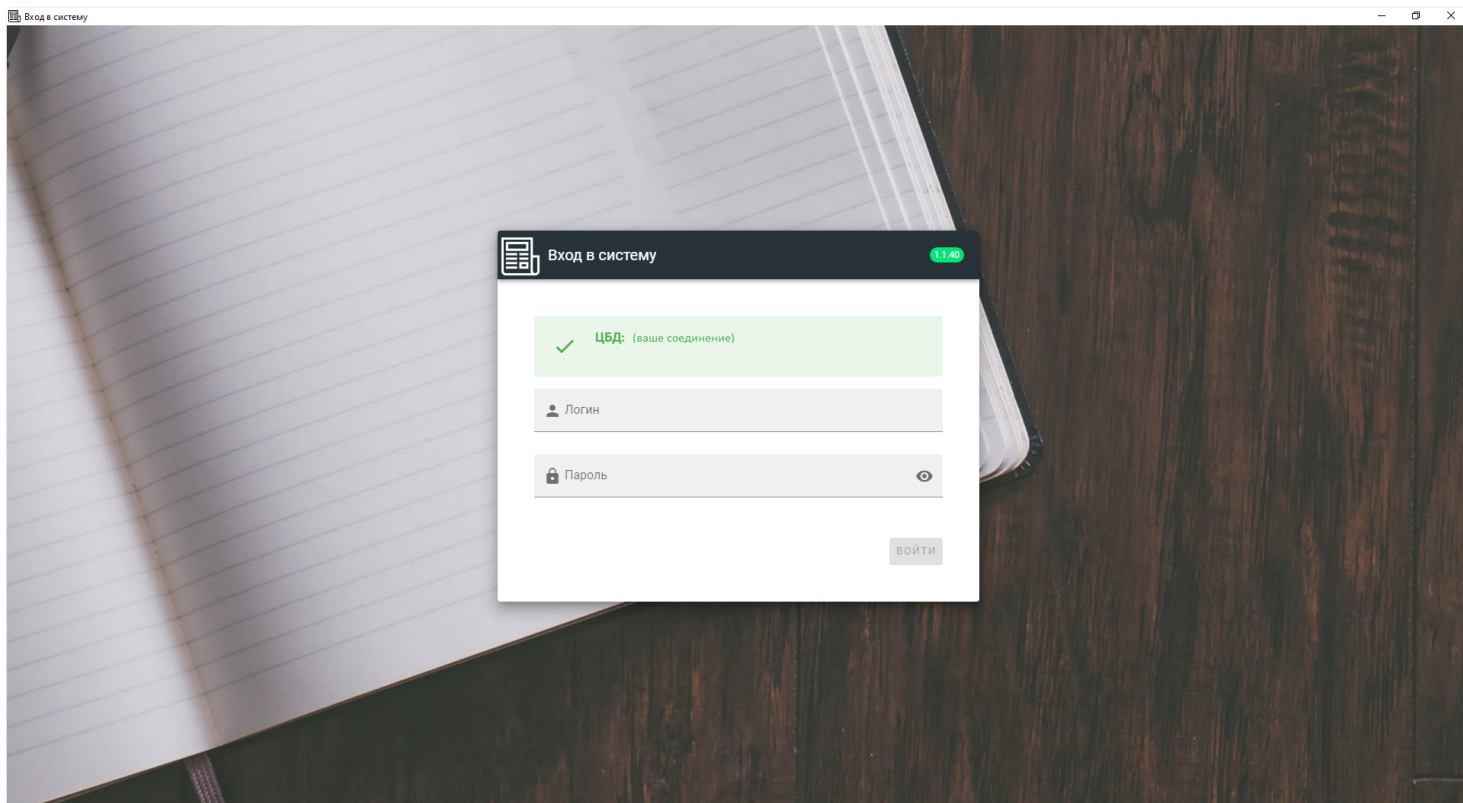 Вход в систему
Вход в систему 1.1.40
ЦБД: (ваше соединение)
Логин
Пароль
ВОЙТИ